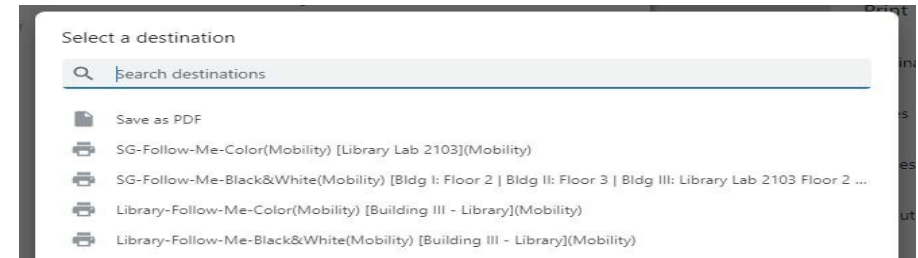 Print
Select a destination
Search destinations
Save as PDF
SG-Follow-Me-Color(Mobility) [Library Lab 2103](Mobility)
SG-Follow-Me-Black&White(Mobility) [Bldg I: Floor 2 | Bldg II: Floor 3 | Bldg III: Library Lab 2103 Floor 2 ...
Library-Follow-Me-Color(Mobility) [Building III - Library](Mobility)
Library-Follow-Me-Black&White(Mobility) [Building III - Library](Mobility)